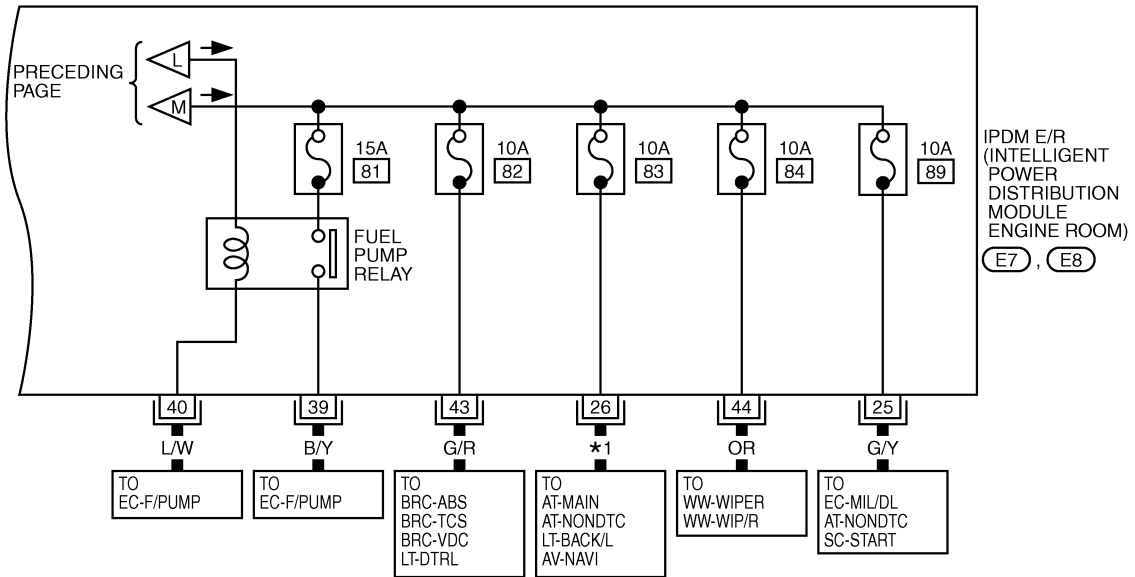 PRECEDING
PAGE
L
M
15A
81
10A
82
10A
83
10A
84
10A
89
IPDM E/R
(INTELLIGENT
POWER
DISTRIBUTION
MODULE
ENGINE ROOM)
E7 , E8
FUEL
PUMP
RELAY
40
39
43
26
44
25
L/W
B/Y
G/R
*1
OR
G/Y
TO
EC-F/PUMP
TO
EC-F/PUMP
TO
BRC-ABS
BRC-TCS
BRC-VDC
LT-DTRL
TO
AT-MAIN
AT-NONDTC
LT-BACK/L
AV-NAVI
TO
WW-WIPER
WW-WIP/R
TO
EC-MIL/DL
AT-NONDTC
SC-START